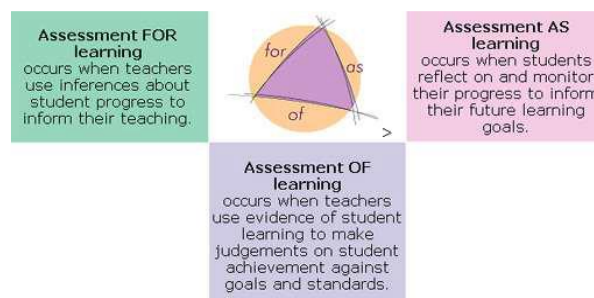 Assessment FOR
learning
occurs when teachers
use inferences about
student progress to
inform their teaching.
for
as
of
>
Assessment AS
learning
occurs when students
reflect on and monitor
their progress to inform
their future learning
goals.
Assessment OF
learning
occurs when teachers
use evidence of student
learning to make
judgements on student
achievement against
goals and standards.